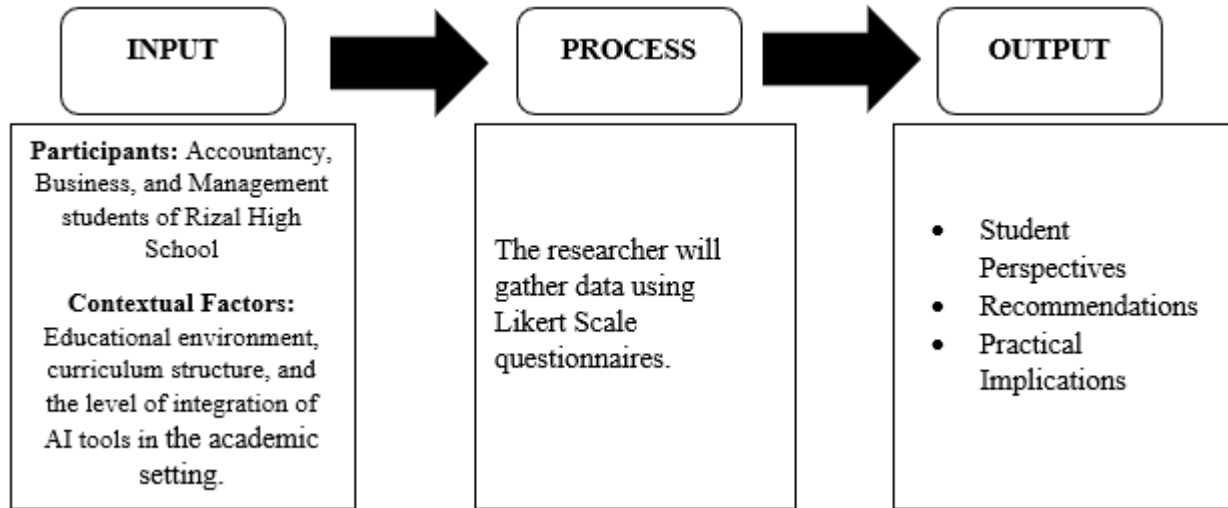 INPUT
PROCESS
OUTPUT
Participants: Accountancy,
Business, and Management
students of Rizal High
School
Contextual Factors:
Educational environment,
curriculum structure, and
the level of integration of
AI tools in the academic
setting.
The researcher will
gather data using
Likert Scale
questionnaires.
• Student
Perspectives
• Recommendations
• Practical
Implications